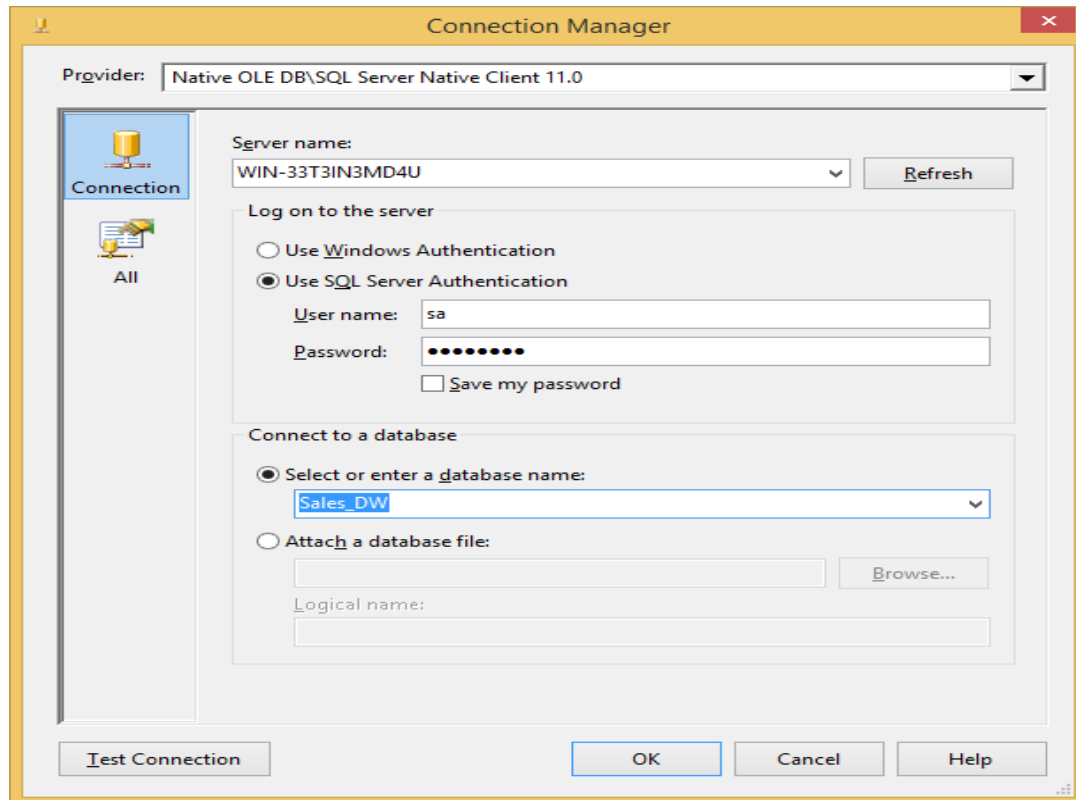 Connection Manager
Provider: Native OLE DB\SQL Server Native Client 11.0
Connection
All
Server name:
WIN-33T3IN3MD4U Refresh
Log on to the server
Use Windows Authentication
Use SQL Server Authentication
User name: sa
Password: ●●●●●●●●
Save my password
Connect to a database
Select or enter a database name:
Sales_DW
Attach a database file:
Browse...
Logical name:
Test Connection OK Cancel Help